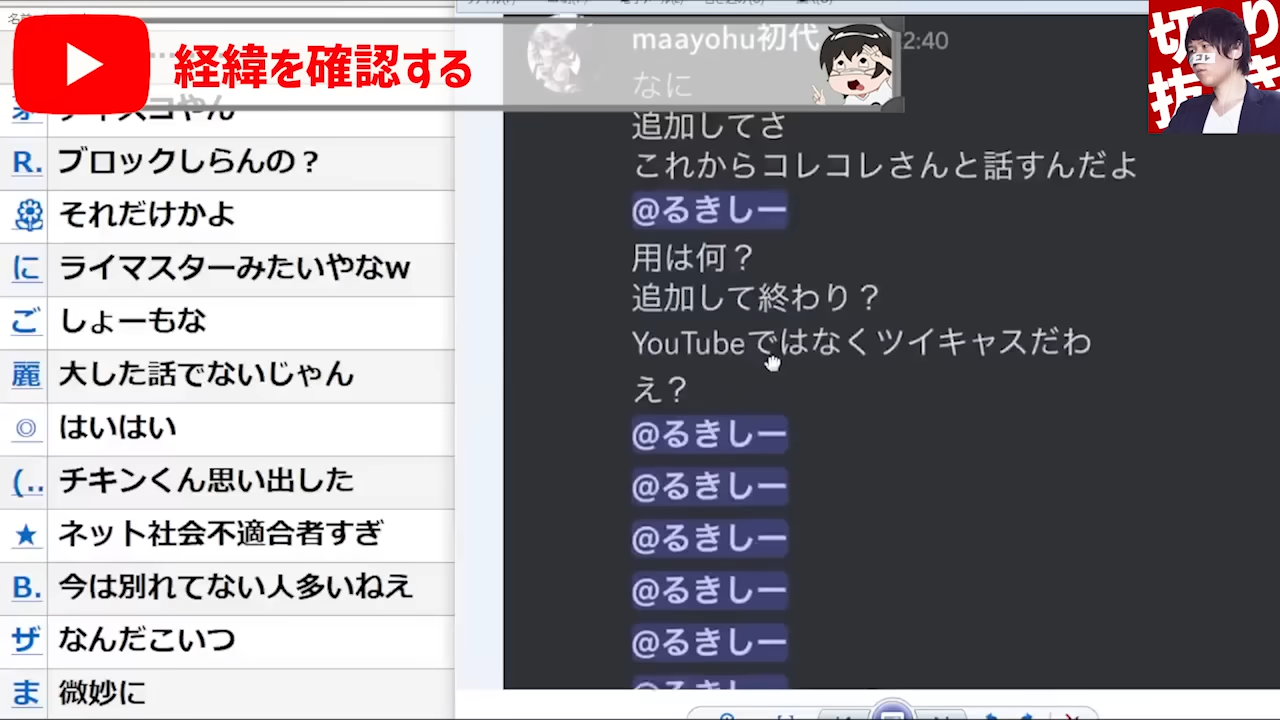 経緯を確認する
切り抜き
コレ
R. ブロックしらんの？
それだけかよ
に ライマスターみたいやなw
ご しょーもな
麗 大した話でないじゃん
◎ はいはい
(.. チキンくん思い出した
★ ネット社会不適合者すぎ
B. 今は別れてない人多いねえ
ザ なんだこいつ
ま 微妙に
maayohu初代 2:40
なに
追加してさ
これからコレコレさんと話すんだよ
@るきしー
用は何？
追加して終わり？
YouTubeではなくツイキャスだわ
え？
@るきしー
@るきしー
@るきしー
@るきしー
@るきしー